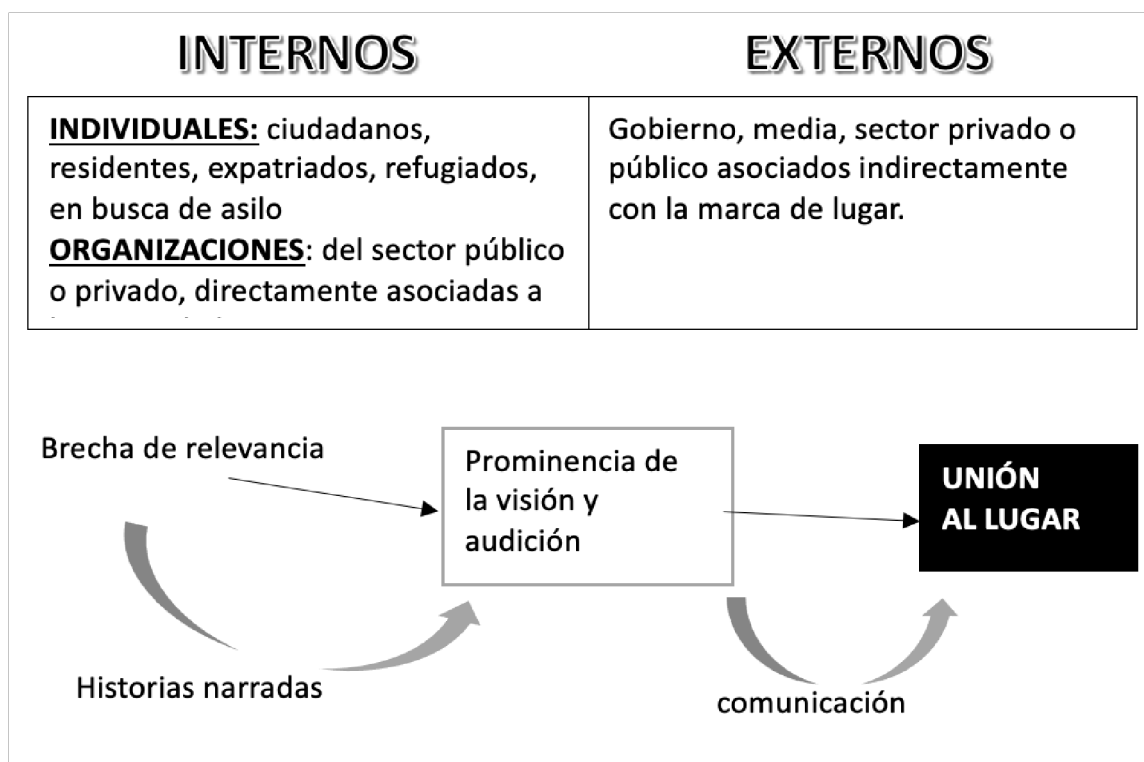 INTERNOS
EXTERNOS
INDIVIDUALES: ciudadanos,
residentes, expatriados, refugiados,
en busca de asilo
ORGANIZACIONES: del sector público
o privado, directamente asociadas a
Gobierno, media, sector privado o
público asociados indirectamente
con la marca de lugar.
Brecha de relevancia
Prominencia de
la visión y
audición
UNIÓN
AL LUGAR
Historias narradas
comunicación